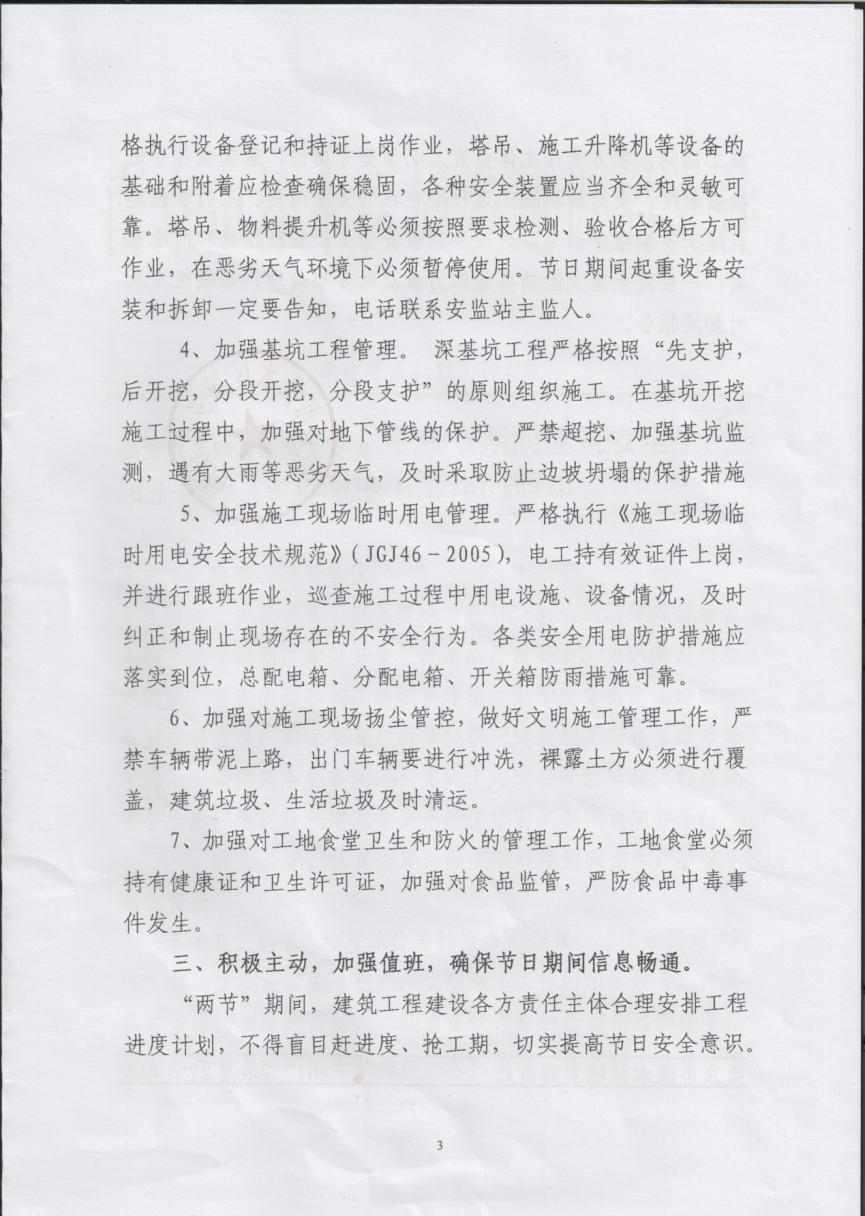 格执行设备登记和持证上岗作业，塔吊、施工升降机等设备的
基础和附着应检查确保稳固，各种安全装置应当齐全和灵敏可
靠。塔吊、物料提升机等必须按照要求检测、验收合格后方可
作业，在恶劣天气环境下必须暂停使用。节日期间起重设备安
装和拆卸一定要告知，电话联系安监站主监人。
4、加强基坑工程管理。 深基坑工程严格按照“先支护，
后开挖，分段开挖，分段支护”的原则组织施工。在基坑开挖
施工过程中，加强对地下管线的保护。严禁超挖、加强基坑监
测，遇有大雨等恶劣天气，及时采取防止边坡坍塌的保护措施
5、加强施工现场临时用电管理。严格执行《施工现场临
时用电安全技术规范》（JGJ46－2005），电工持有效证件上岗，
并进行跟班作业，巡查施工过程中用电设施、设备情况，及时
纠正和制止现场存在的不安全行为。各类安全用电防护措施应
落实到位，总配电箱、分配电箱、开关箱防雨措施可靠。
6、加强对施工现场扬尘管控，做好文明施工管理工作，严
禁车辆带泥上路，出门车辆要进行冲洗，裸露土方必须进行覆
盖，建筑垃圾、生活垃圾及时清运。
7、加强对工地食堂卫生和防火的管理工作，工地食堂必须
持有健康证和卫生许可证，加强对食品监管，严防食品中毒事
件发生。
三、积极主动，加强值班，确保节日期间信息畅通。
“两节”期间，建筑工程建设各方责任主体合理安排工程
进度计划，不得盲目赶进度、抢工期，切实提高节日安全意识。
3